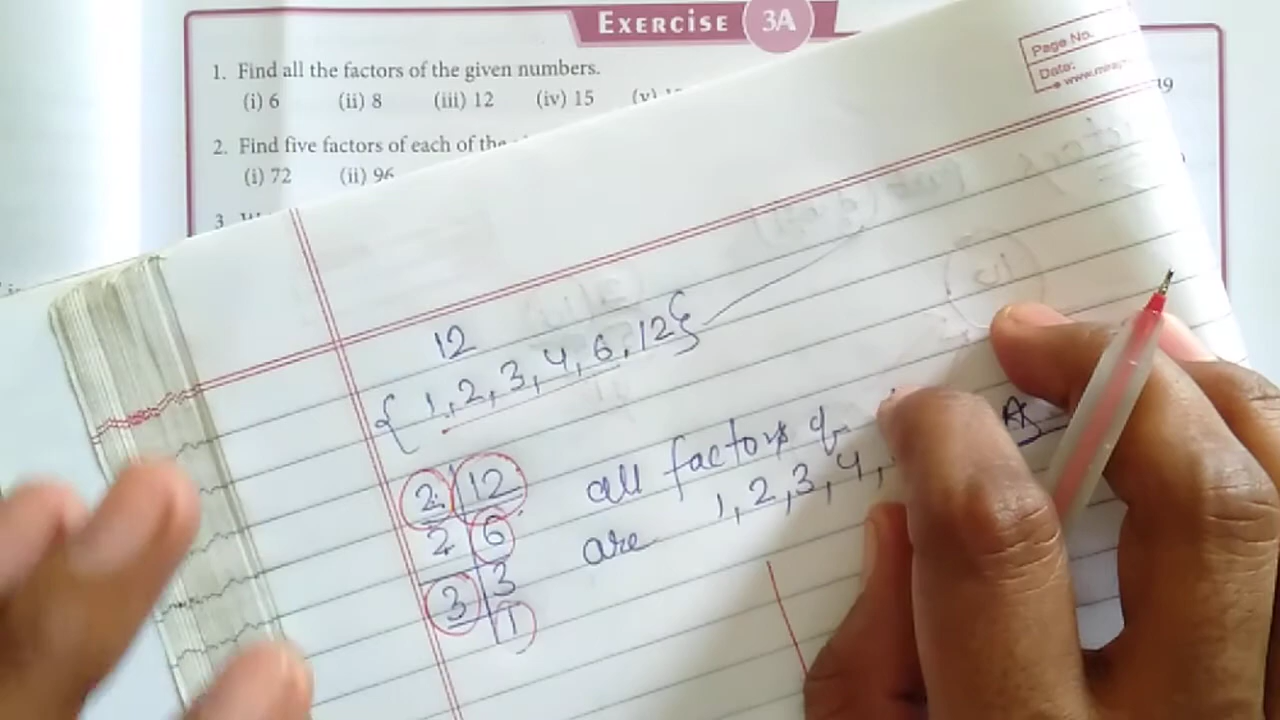 EXERCISE 3A
1. Find all the factors of the given numbers.
(i) 6 (ii) 8 (iii) 12 (iv) 15 (v)
2. Find five factors of each of the
(i) 72 (ii) 96
3
Page No.
Date:
12
{ 1, 2, 3, 4, 6, 12 }
2 12
2 6
3 3
1
all factors of
are 1, 2, 3, 4,